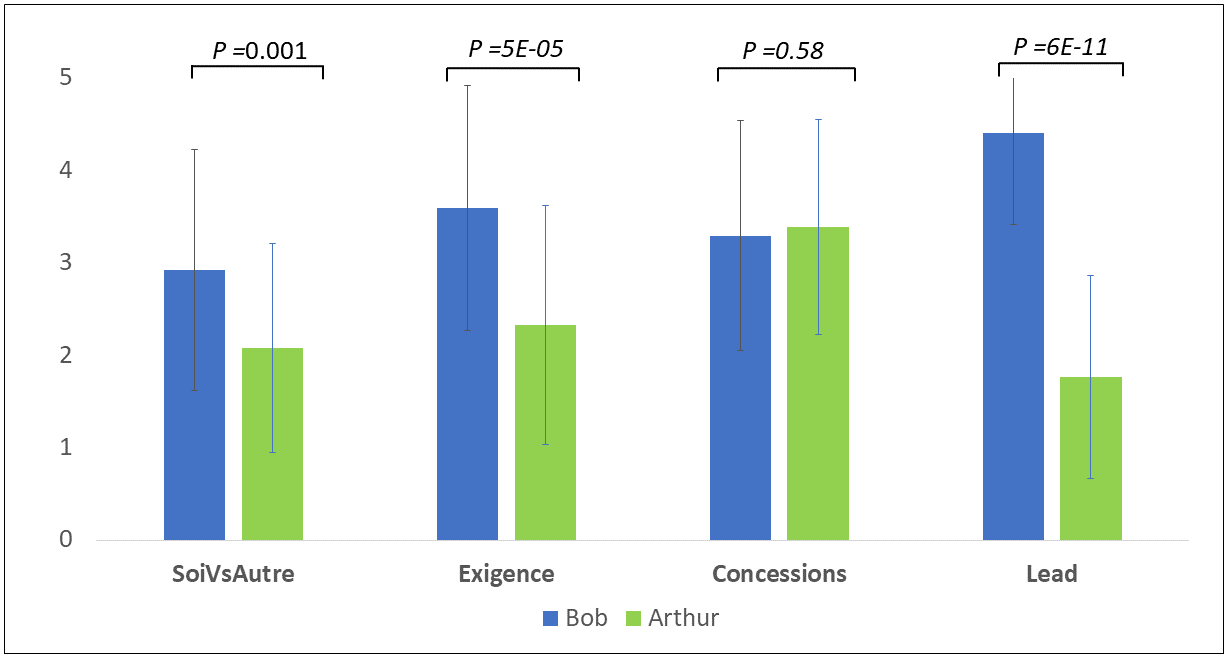 P =0.001 P =5E-05 P =0.58 P =6E-11
5
4
3
2
1
0
SoiVsAutre Exigence Concessions Lead
Bob Arthur